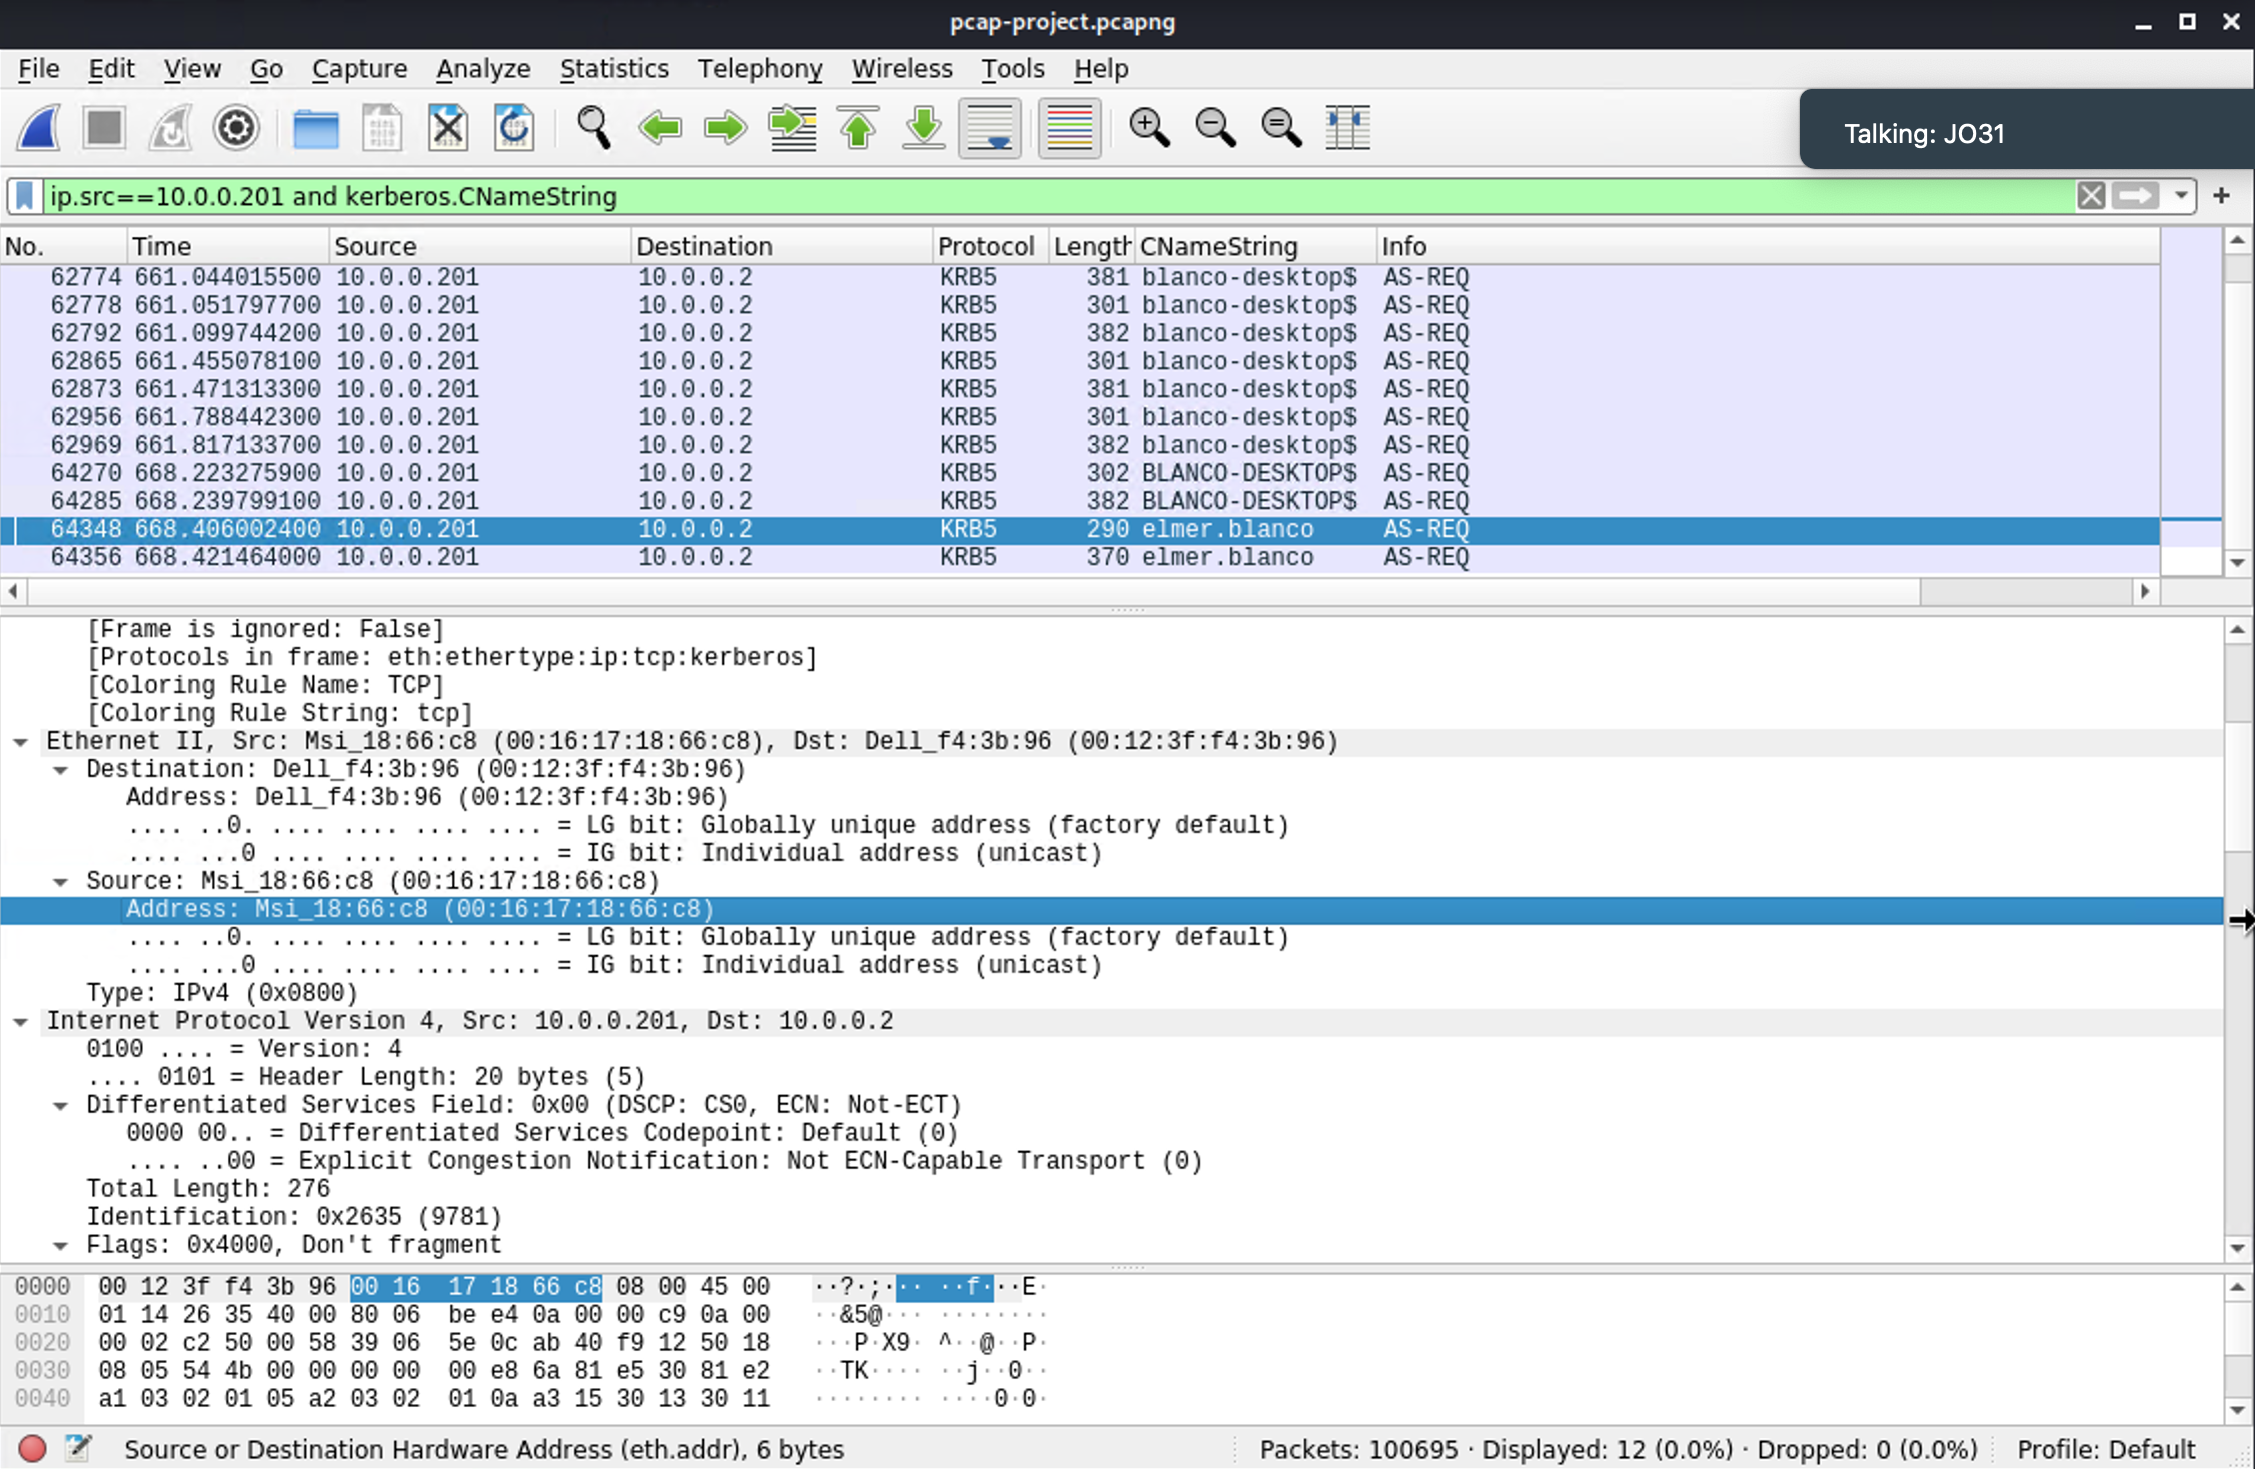 pcap-project.pcapng
File Edit View Go Capture Analyze Statistics Telephony Wireless Tools Help
Talking: JO31
ip.src==10.0.0.201 and kerberos.CNameString
No. Time Source Destination Protocol Length CNameString Info
62774 661.044015500 10.0.0.201 10.0.0.2 KRB5 381 blanco-desktop$ AS-REQ
62778 661.051797700 10.0.0.201 10.0.0.2 KRB5 301 blanco-desktop$ AS-REQ
62792 661.099744200 10.0.0.201 10.0.0.2 KRB5 382 blanco-desktop$ AS-REQ
62865 661.455078100 10.0.0.201 10.0.0.2 KRB5 301 blanco-desktop$ AS-REQ
62873 661.471313300 10.0.0.201 10.0.0.2 KRB5 381 blanco-desktop$ AS-REQ
62956 661.788442300 10.0.0.201 10.0.0.2 KRB5 301 blanco-desktop$ AS-REQ
62969 661.817133700 10.0.0.201 10.0.0.2 KRB5 382 blanco-desktop$ AS-REQ
64270 668.223275900 10.0.0.201 10.0.0.2 KRB5 302 BLANCO-DESKTOP$ AS-REQ
64285 668.239799100 10.0.0.201 10.0.0.2 KRB5 382 BLANCO-DESKTOP$ AS-REQ
64348 668.406002400 10.0.0.201 10.0.0.2 KRB5 290 elmer.blanco AS-REQ
64356 668.421464000 10.0.0.201 10.0.0.2 KRB5 370 elmer.blanco AS-REQ
[Frame is ignored: False]
[Protocols in frame: eth:ethertype:ip:tcp:kerberos]
[Coloring Rule Name: TCP]
[Coloring Rule String: tcp]
Ethernet II, Src: Msi_18:66:c8 (00:16:17:18:66:c8), Dst: Dell_f4:3b:96 (00:12:3f:f4:3b:96)
Destination: Dell_f4:3b:96 (00:12:3f:f4:3b:96)
Address: Dell_f4:3b:96 (00:12:3f:f4:3b:96)
.... ..0. .... .... .... .... = LG bit: Globally unique address (factory default)
.... ...0 .... .... .... .... = IG bit: Individual address (unicast)
Source: Msi_18:66:c8 (00:16:17:18:66:c8)
Address: Msi_18:66:c8 (00:16:17:18:66:c8)
.... ..0. .... .... .... .... = LG bit: Globally unique address (factory default)
.... ...0 .... .... .... .... = IG bit: Individual address (unicast)
Type: IPv4 (0x0800)
Internet Protocol Version 4, Src: 10.0.0.201, Dst: 10.0.0.2
0100 .... = Version: 4
.... 0101 = Header Length: 20 bytes (5)
Differentiated Services Field: 0x00 (DSCP: CS0, ECN: Not-ECT)
0000 00.. = Differentiated Services Codepoint: Default (0)
.... ..00 = Explicit Congestion Notification: Not ECN-Capable Transport (0)
Total Length: 276
Identification: 0x2635 (9781)
Flags: 0x4000, Don't fragment
0000 00 12 3f f4 3b 96 00 16 17 18 66 c8 08 00 45 00 ··?·;··· ··f···E·
0010 01 14 26 35 40 00 80 06 be e4 0a 00 00 c9 0a 00 ··&5@··· ········
0020 00 02 c2 50 00 58 39 06 5e 0c ab 40 f9 12 50 18 ···P·X9· ^··@··P·
0030 08 05 54 4b 00 00 00 00 00 e8 6a 81 e5 30 81 e2 ··TK···· ··j··0··
0040 a1 03 02 01 05 a2 03 02 01 0a a3 15 30 13 30 11 ········ ····0·0·
Source or Destination Hardware Address (eth.addr), 6 bytes Packets: 100695 · Displayed: 12 (0.0%) · Dropped: 0 (0.0%) Profile: Default